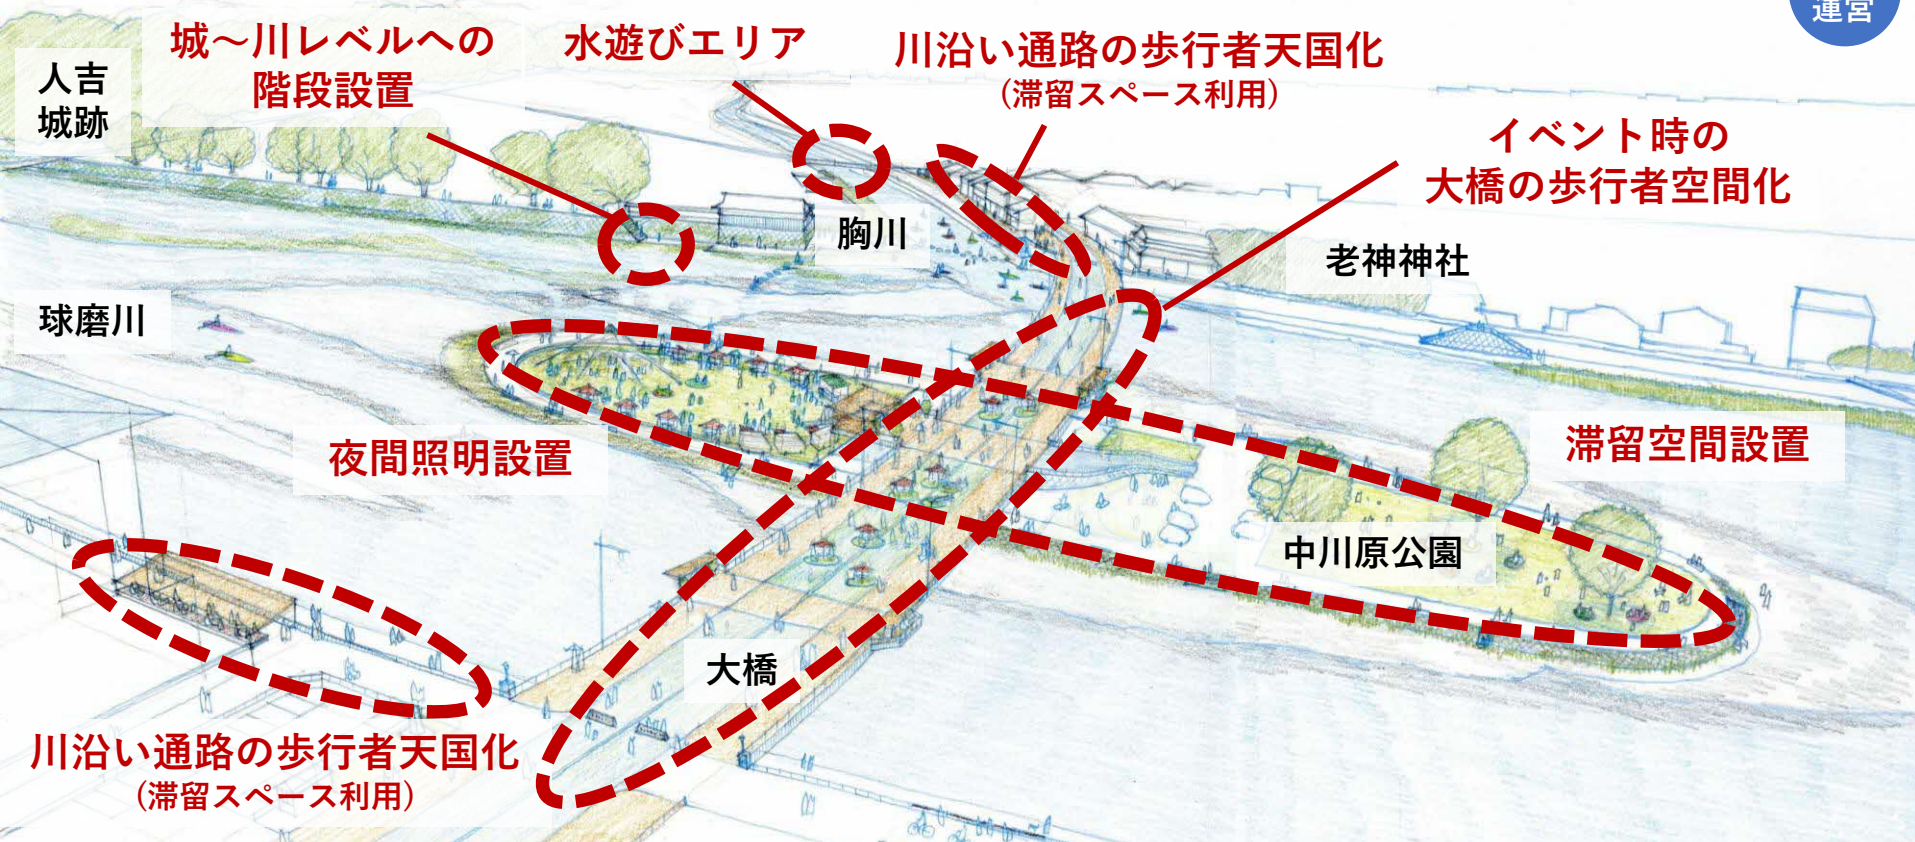 運営
城～川レベルへの
階段設置
水遊びエリア
川沿い通路の歩行者天国化
(滞留スペース利用)
人吉
城跡
イベント時の
大橋の歩行者空間化
胸川
老神神社
球磨川
夜間照明設置
滞留空間設置
中川原公園
大橋
川沿い通路の歩行者天国化
(滞留スペース利用)